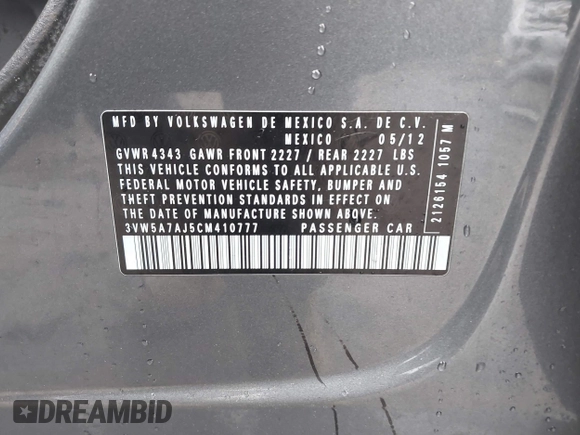 MFD BY VOLKSWAGEN DE MEXICO S.A. DE C.V.
MEXICO 05/12
GVWR 4343 GAWR FRONT 2227 / REAR 2227 LBS
THIS VEHICLE CONFORMS TO ALL APPLICABLE U.S.
FEDERAL MOTOR VEHICLE SAFETY, BUMPER AND
THEFT PREVENTION STANDARDS IN EFFECT ON
THE DATE OF MANUFACTURE SHOWN ABOVE.
3VW5A7AJ5CM410777 PASSENGER CAR
2126154 1057 M
DREAMBID